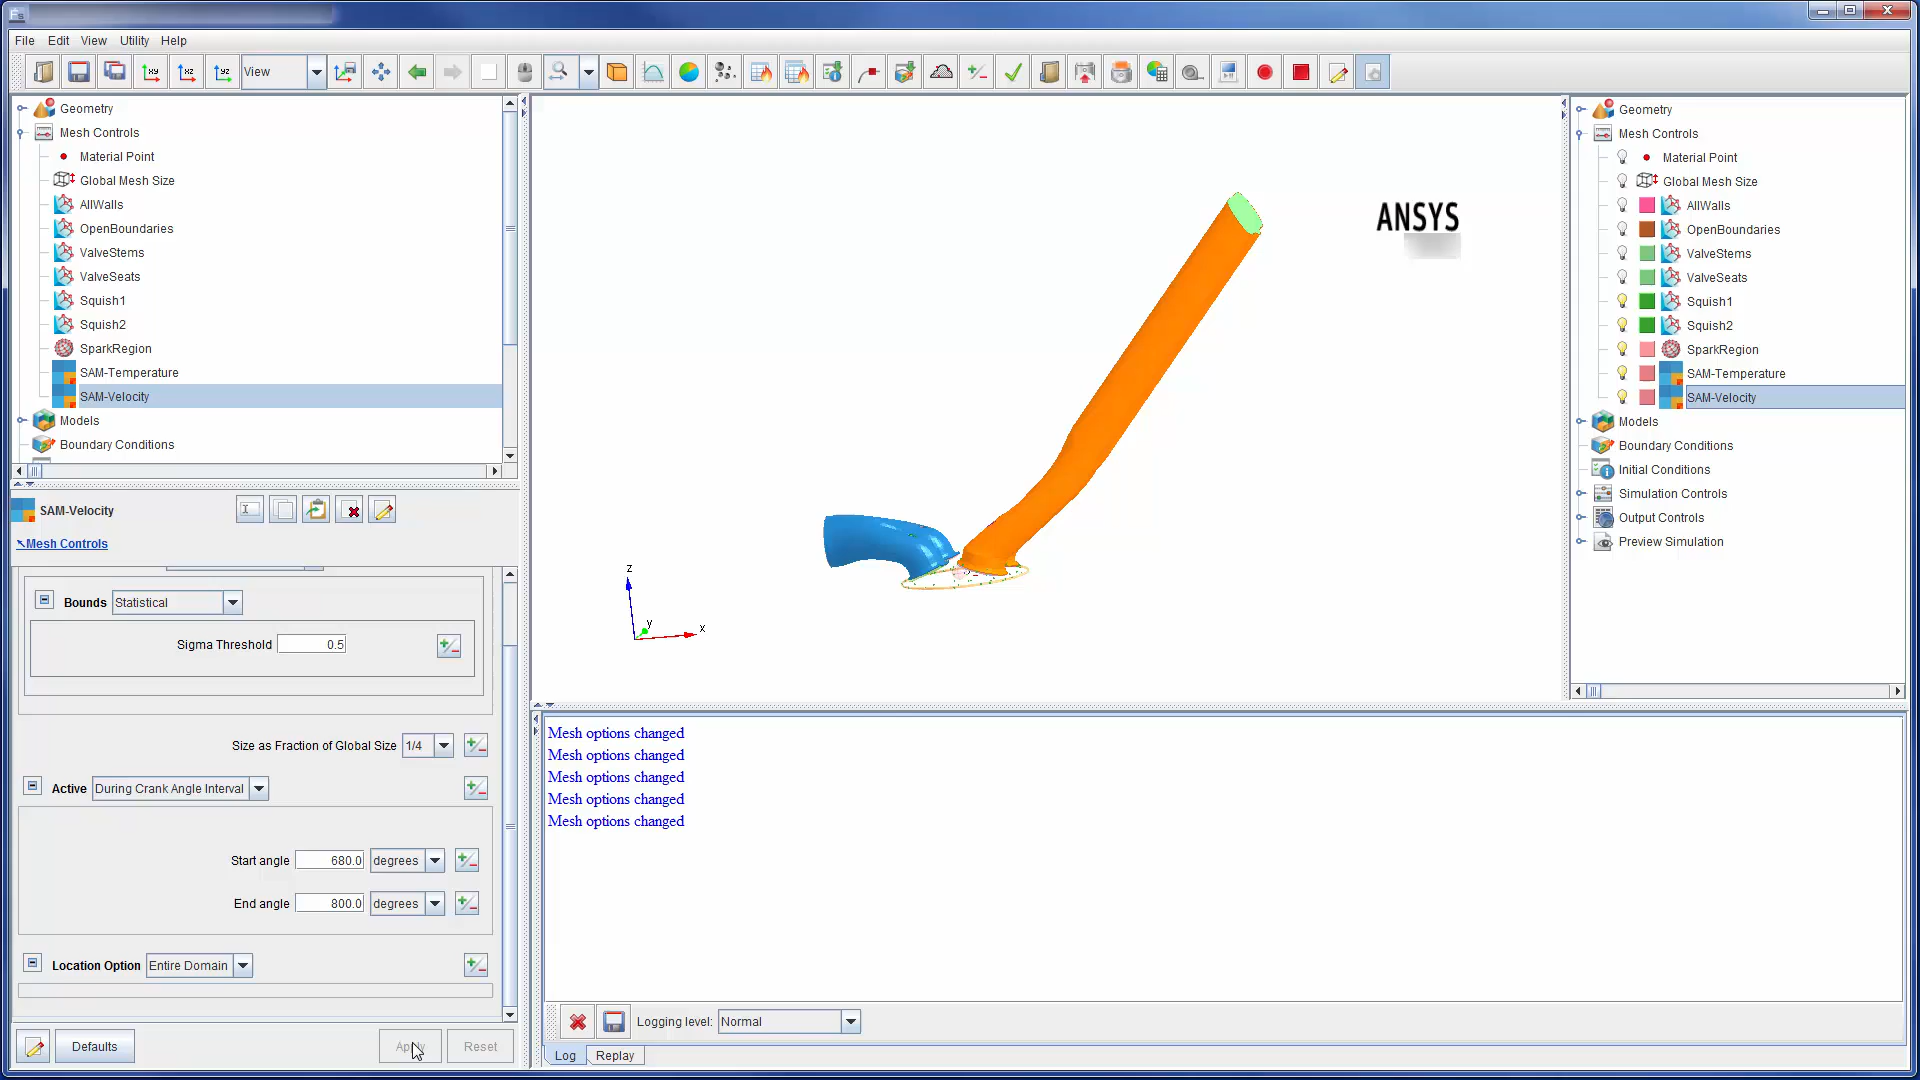 File Edit View Utility Help
View
Geometry
Mesh Controls
Material Point
Global Mesh Size
AllWalls
OpenBoundaries
ValveStems
ValveSeats
Squish1
Squish2
SparkRegion
SAM-Temperature
SAM-Velocity
Models
Boundary Conditions
SAM-Velocity
Mesh Controls
Bounds Statistical
Sigma Threshold 0.5
Size as Fraction of Global Size 1/4
Active During Crank Angle Interval
Start angle 680.0 degrees
End angle 800.0 degrees
Location Option Entire Domain
Defaults Apply Reset
ANSYS
z
y
x
Mesh options changed
Mesh options changed
Mesh options changed
Mesh options changed
Mesh options changed
Logging level: Normal
Log Replay
Geometry
Mesh Controls
Material Point
Global Mesh Size
AllWalls
OpenBoundaries
ValveStems
ValveSeats
Squish1
Squish2
SparkRegion
SAM-Temperature
SAM-Velocity
Models
Boundary Conditions
Initial Conditions
Simulation Controls
Output Controls
Preview Simulation